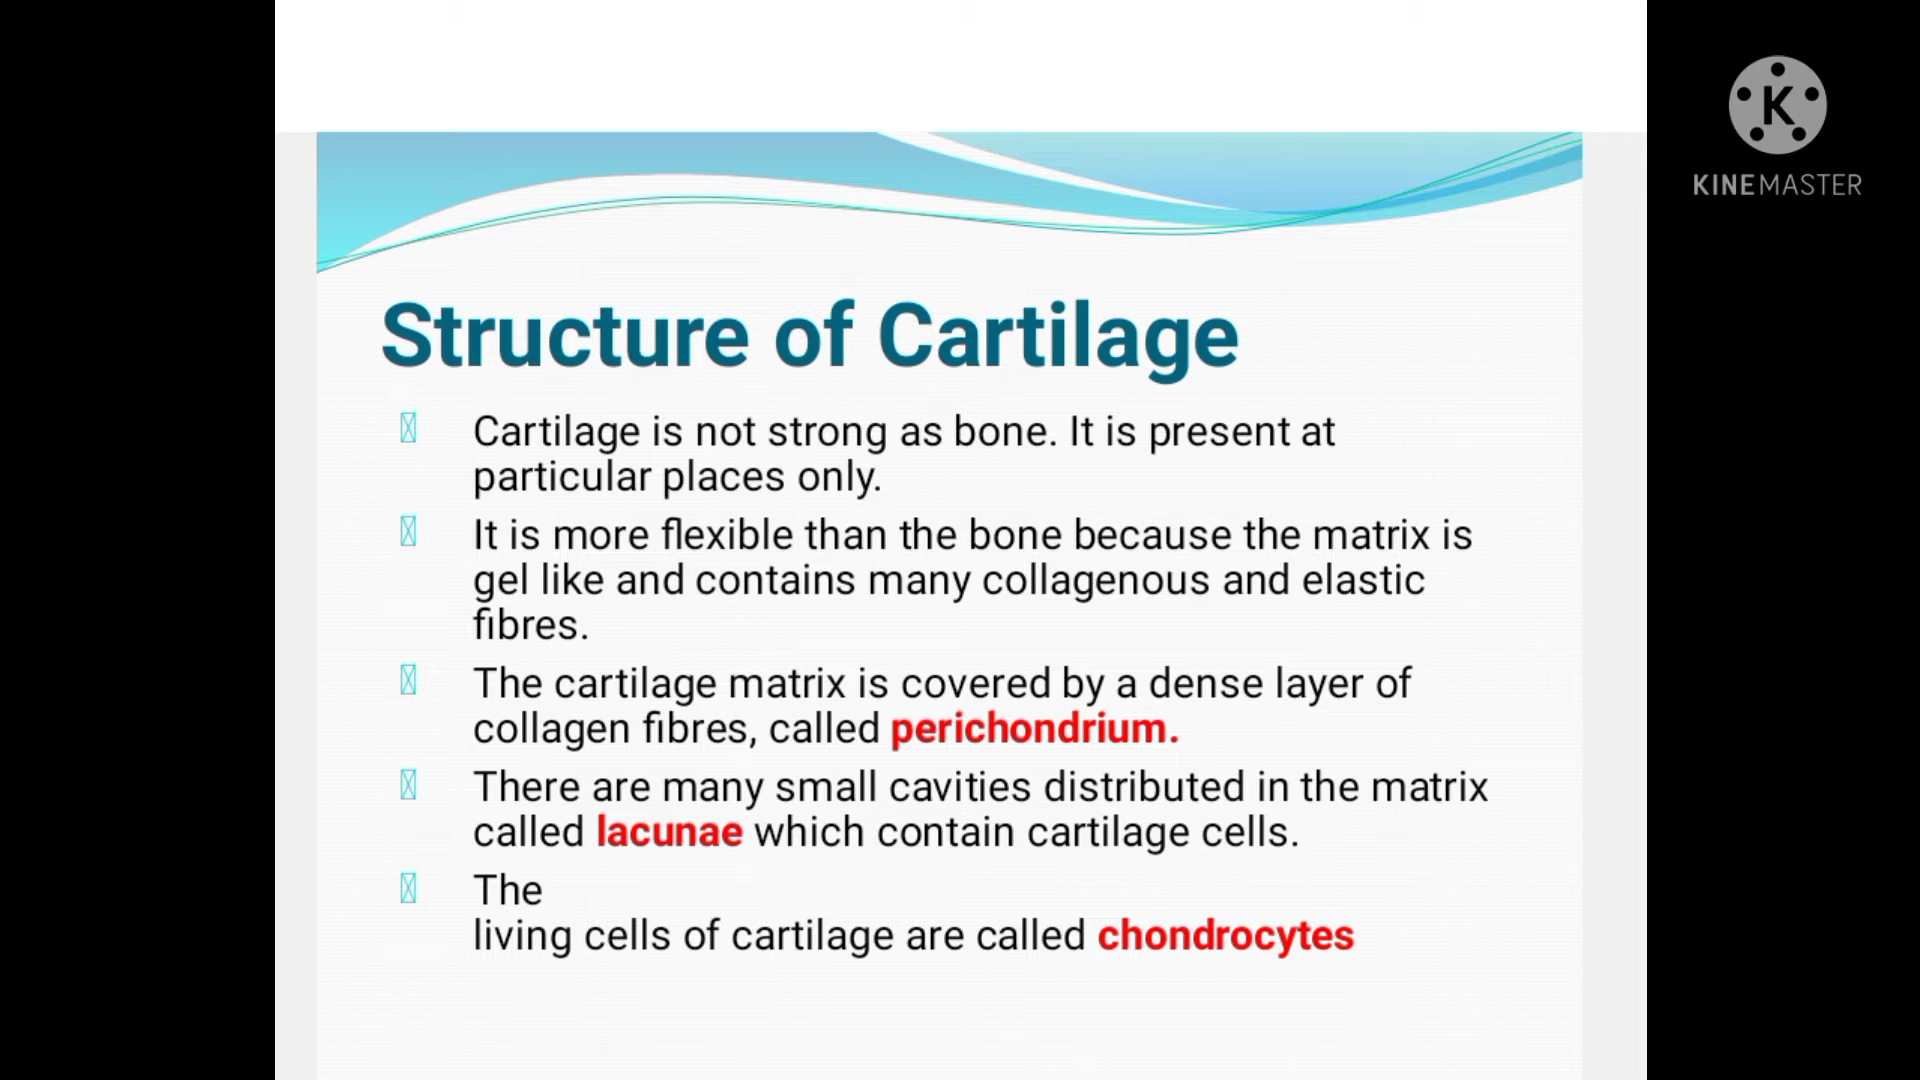 KINEMASTER
Structure of Cartilage
Cartilage is not strong as bone. It is present at
particular places only.
It is more flexible than the bone because the matrix is
gel like and contains many collagenous and elastic
fibres.
The cartilage matrix is covered by a dense layer of
collagen fibres, called perichondrium.
There are many small cavities distributed in the matrix
called lacunae which contain cartilage cells.
The
living cells of cartilage are called chondrocytes